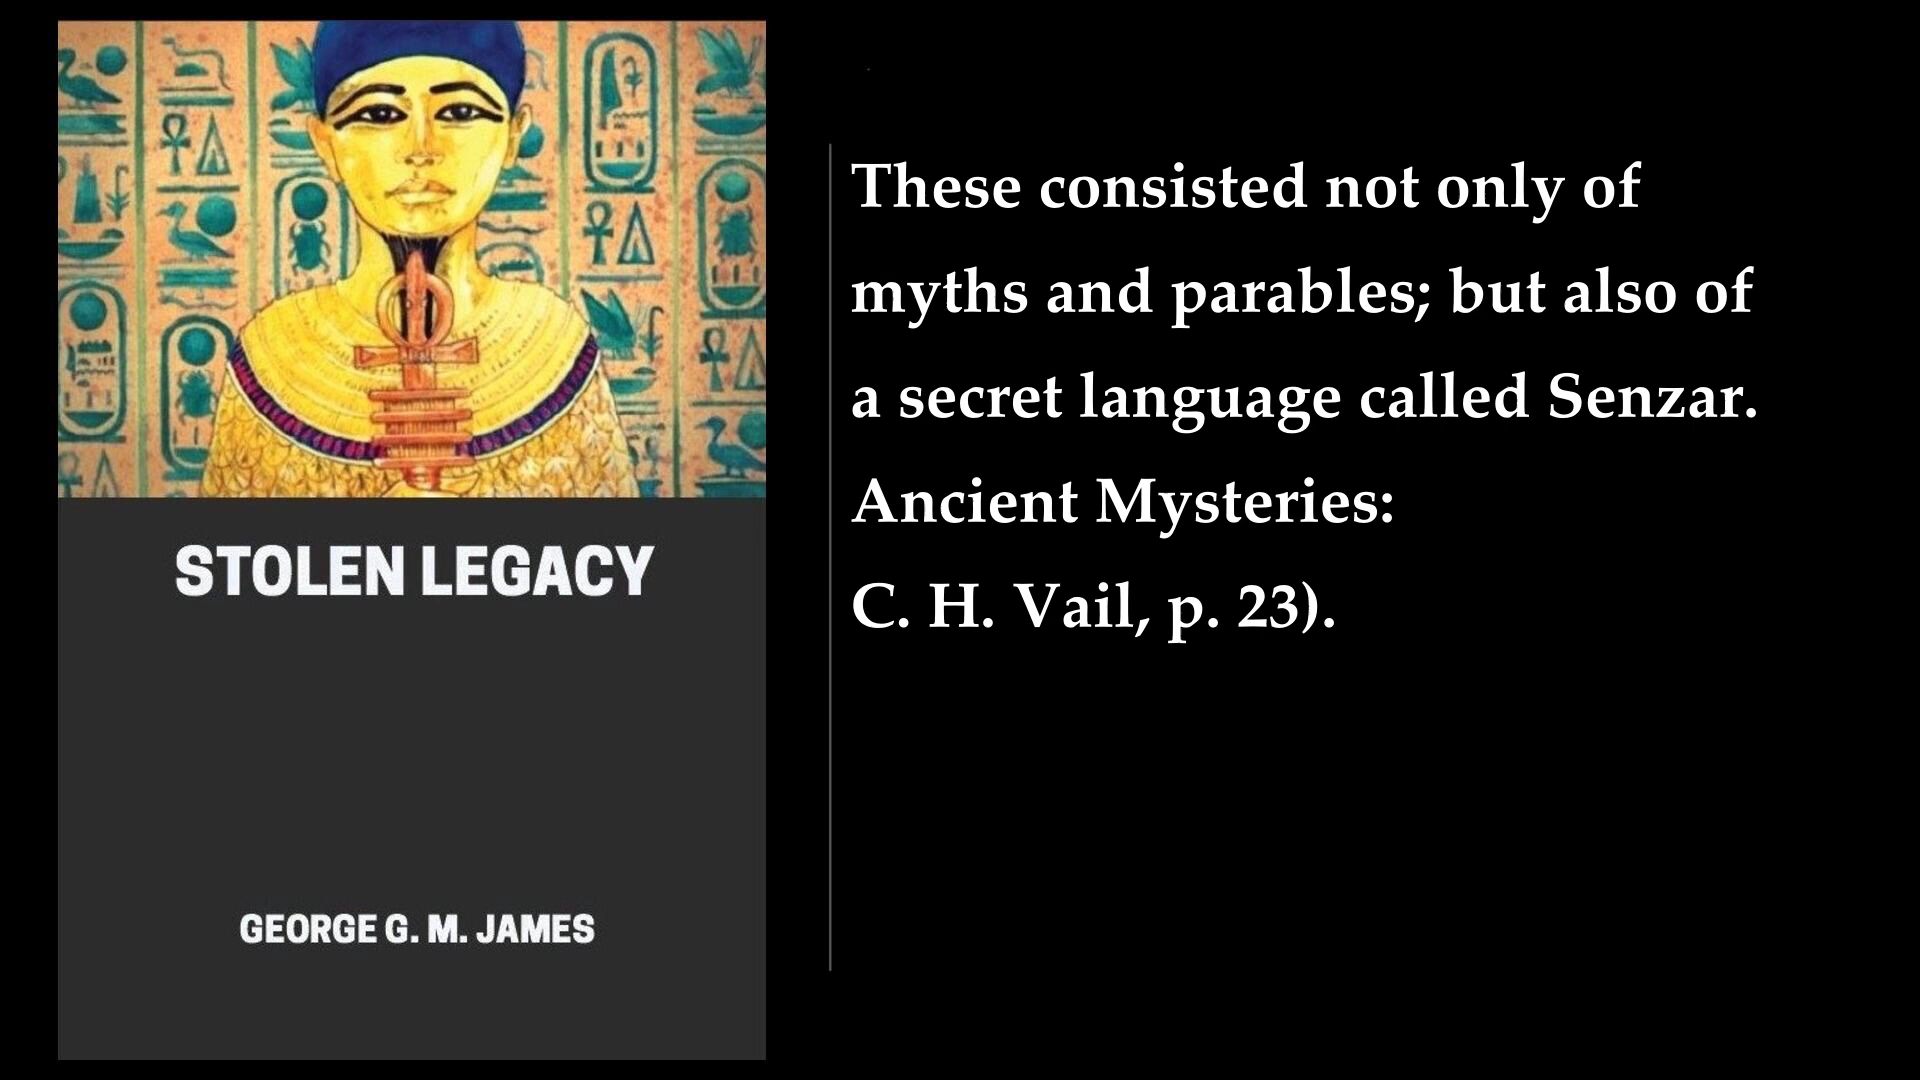 STOLEN LEGACY
GEORGE G. M. JAMES
These consisted not only of
myths and parables; but also of
a secret language called Senzar.
Ancient Mysteries:
C. H. Vail, p. 23).